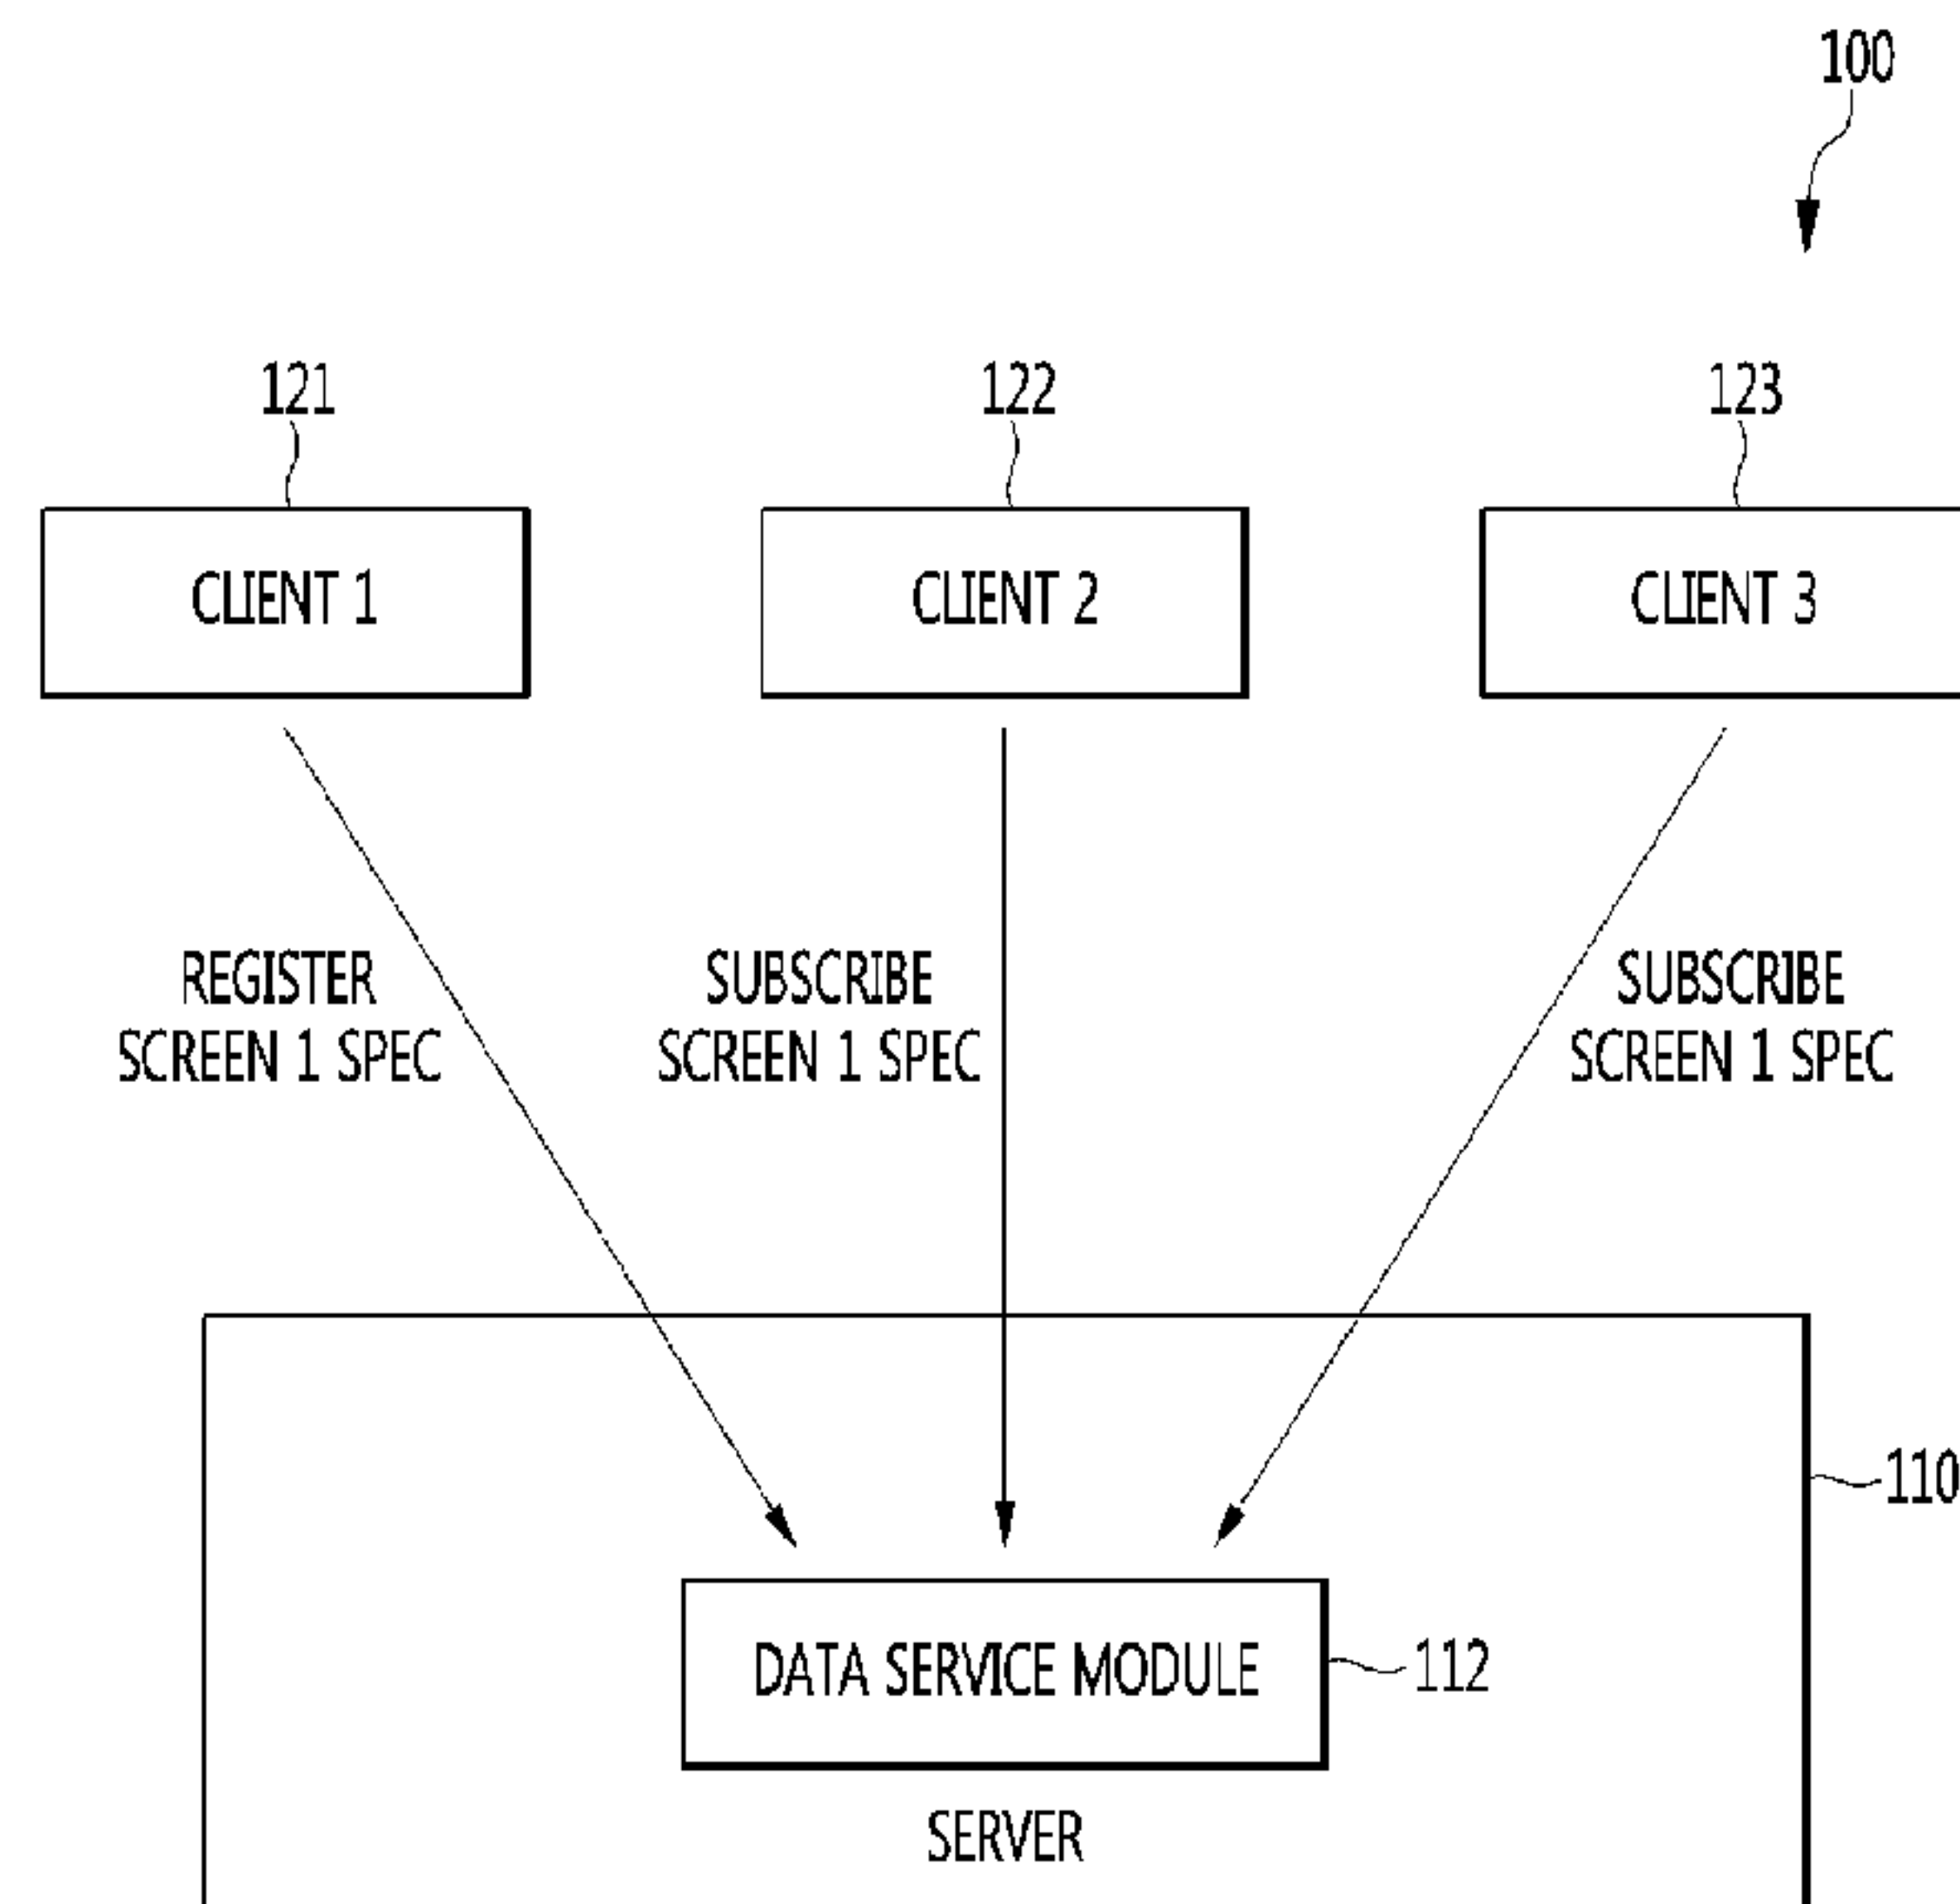 100
121
122
123
CLIENT 1
CLIENT 2
CLIENT 3
REGISTER
SCREEN 1 SPEC
SUBSCRIBE
SCREEN 1 SPEC
SUBSCRIBE
SCREEN 1 SPEC
110
DATA SERVICE MODULE
112
SERVER